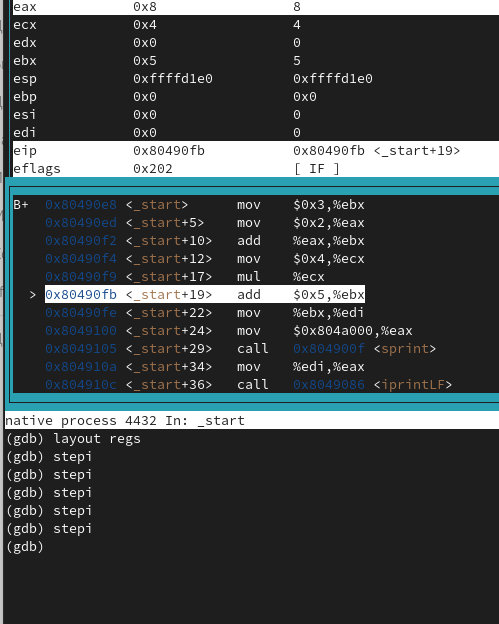 eax 0x8 8
ecx 0x4 4
edx 0x0 0
ebx 0x5 5
esp 0xffffd1e0 0xffffd1e0
ebp 0x0 0x0
esi 0x0 0
edi 0x0 0
eip 0x80490fb 0x80490fb <_start+19>
eflags 0x202 [ IF ]
B+ 0x80490e8 <_start> mov $0x3,%ebx
0x80490ed <_start+5> mov $0x2,%eax
0x80490f2 <_start+10> add %eax,%ebx
0x80490f4 <_start+12> mov $0x4,%ecx
0x80490f9 <_start+17> mul %ecx
> 0x80490fb <_start+19> add $0x5,%ebx
0x80490fe <_start+22> mov %ebx,%edi
0x8049100 <_start+24> mov $0x804a000,%eax
0x8049105 <_start+29> call 0x804900f <sprint>
0x804910a <_start+34> mov %edi,%eax
0x804910c <_start+36> call 0x8049086 <iprintLF>
native process 4432 In: _start
(gdb) layout regs
(gdb) stepi
(gdb) stepi
(gdb) stepi
(gdb) stepi
(gdb) stepi
(gdb)